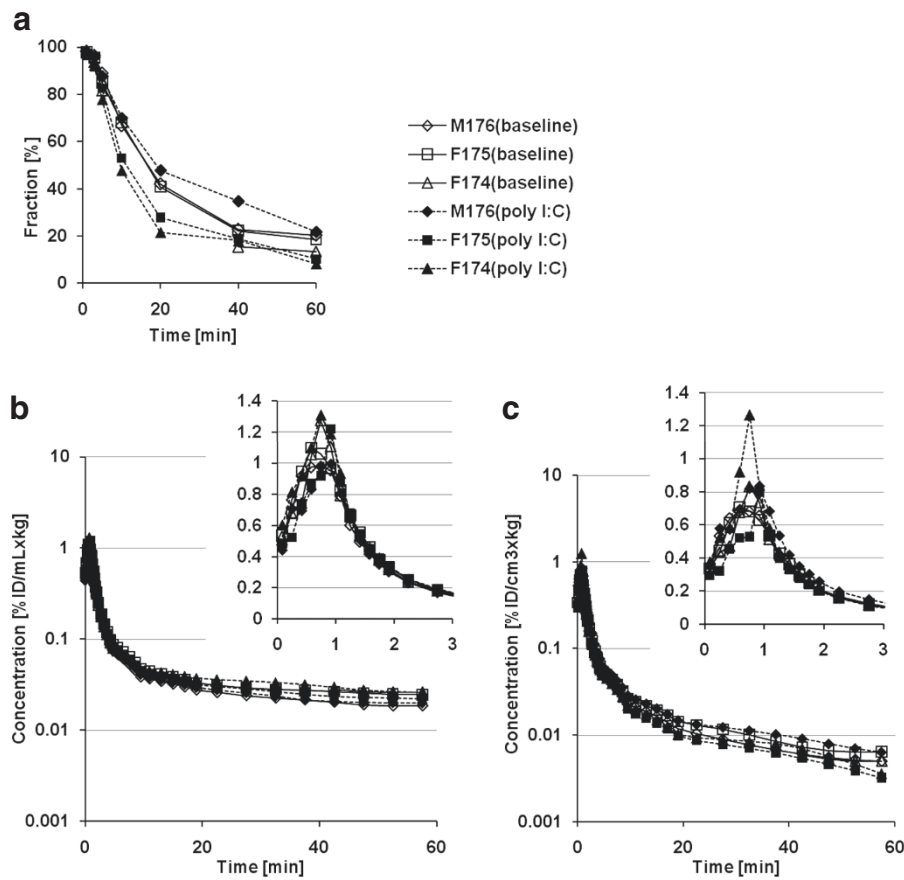 a
Fraction [%]
100
80
60
40
20
0
0 20 40 60
Time [min]
M176(baseline)
F175(baseline)
F174(baseline)
M176(poly I:C)
F175(poly I:C)
F174(poly I:C)
b
Concentration [%ID/mLxkg]
10
1
0.1
0.01
0.001
0 20 40 60
Time [min]
1.4
1.2
1
0.8
0.6
0.4
0.2
0
0 1 2 3
c
Concentration [%ID/cm3xkg]
10
1
0.1
0.01
0.001
0 20 40 60
Time [min]
1.4
1.2
1
0.8
0.6
0.4
0.2
0
0 1 2 3